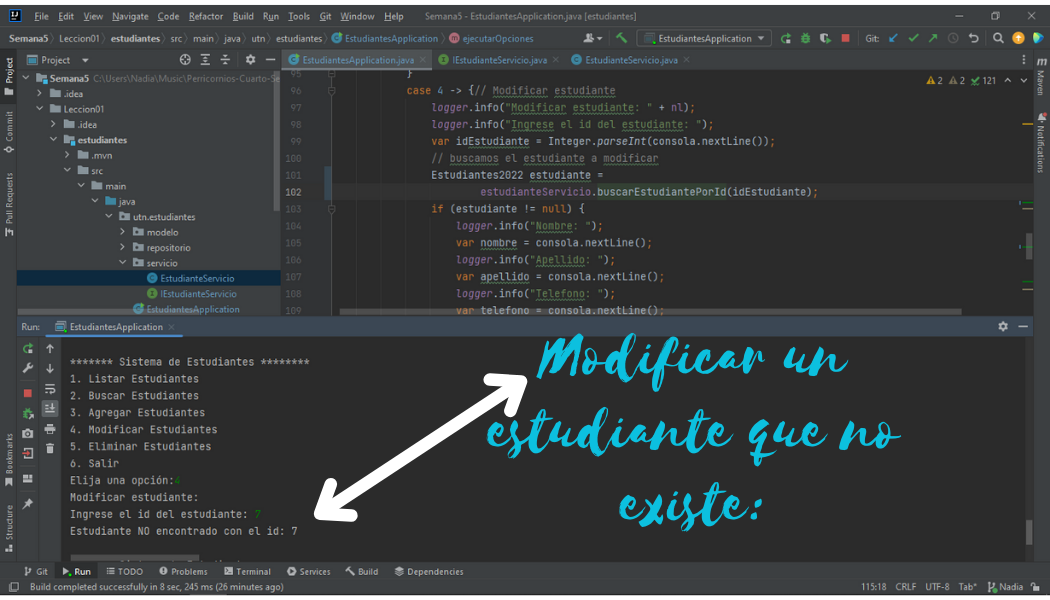 File Edit View Navigate Code Refactor Build Run Tools Git Window Help Semana5 - EstudiantesApplication.java [estudiantes]
Semana5 Leccion01 estudiantes src main java utn estudiantes EstudiantesApplication ejecutarOpciones EstudiantesApplication Git:
Project EstudiantesApplication.java IEstudianteServicio.java EstudianteServicio.java
Semana5 C:\Users\Nadia\Music\Perricornios-Cuarto-Se
.idea
Leccion01
.idea
estudiantes
.mvn
src
main
java
utn.estudiantes
modelo
repositorio
servicio
EstudianteServicio
IEstudianteServicio
EstudiantesApplication
Project
Commit
Pull Requests
Bookmarks
Structure
2 2 121
95 }
96 case 4 -> {// Modificar estudiante
97 logger.info("Modificar estudiante: " + nl);
98 logger.info("Ingrese el id del estudiante: ");
99 var idEstudiante = Integer.parseInt(consola.nextLine());
100 // buscamos el estudiante a modificar
101 Estudiantes2022 estudiante =
102 estudianteServicio.buscarEstudiantePorId(idEstudiante);
103 if (estudiante != null) {
104 logger.info("Nombre: ");
105 var nombre = consola.nextLine();
106 logger.info("Apellido: ");
107 var apellido = consola.nextLine();
108 logger.info("Telefono: ");
109 var telefono = consola.nextLine();
m
Maven
Notifications
Run: EstudiantesApplication
******* Sistema de Estudiantes ********
1. Listar Estudiantes
2. Buscar Estudiantes
3. Agregar Estudiantes
4. Modificar Estudiantes
5. Eliminar Estudiantes
6. Salir
Elija una opción:4
Modificar estudiante:
Ingrese el id del estudiante: 7
Estudiante NO encontrado con el id: 7
Modificar un
estudiante que no
existe:
Git Run TODO Problems Terminal Services Build Dependencies
Build completed successfully in 8 sec, 245 ms (26 minutes ago) 115:18 CRLF UTF-8 Tab* Nadia